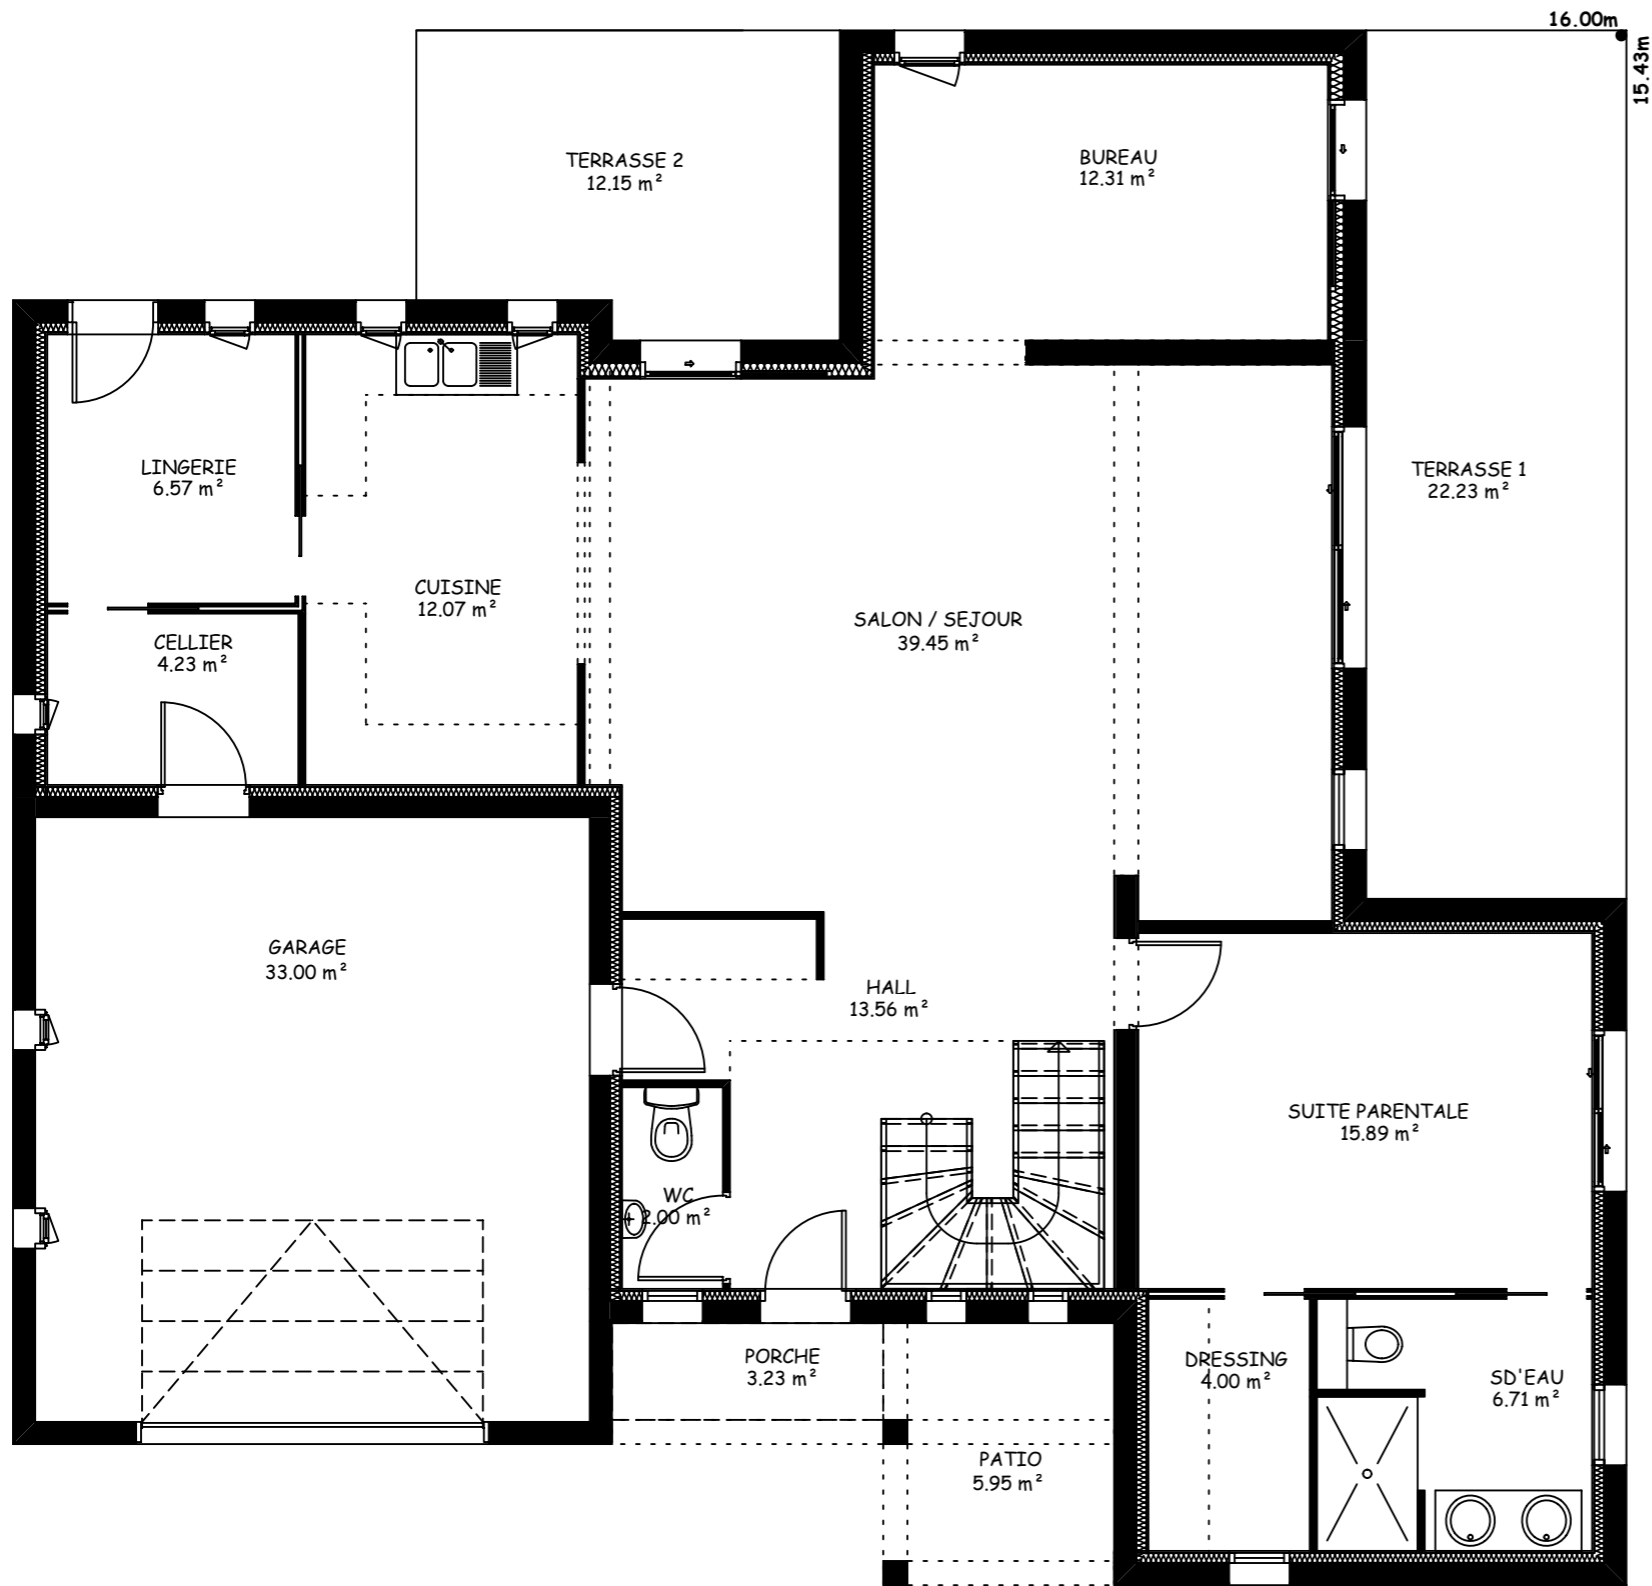 16.00m
15.43m
TERRASSE 2
12.15 m²
BUREAU
12.31 m²
LINGERIE
6.57 m²
TERRASSE 1
22.23 m²
CUISINE
12.07 m²
SALON / SEJOUR
39.45 m²
CELLIER
4.23 m²
GARAGE
33.00 m²
HALL
13.56 m²
SUITE PARENTALE
15.89 m²
WC
2.00 m²
PORCHE
3.23 m²
DRESSING
4.00 m²
SD'EAU
6.71 m²
PATIO
5.95 m²